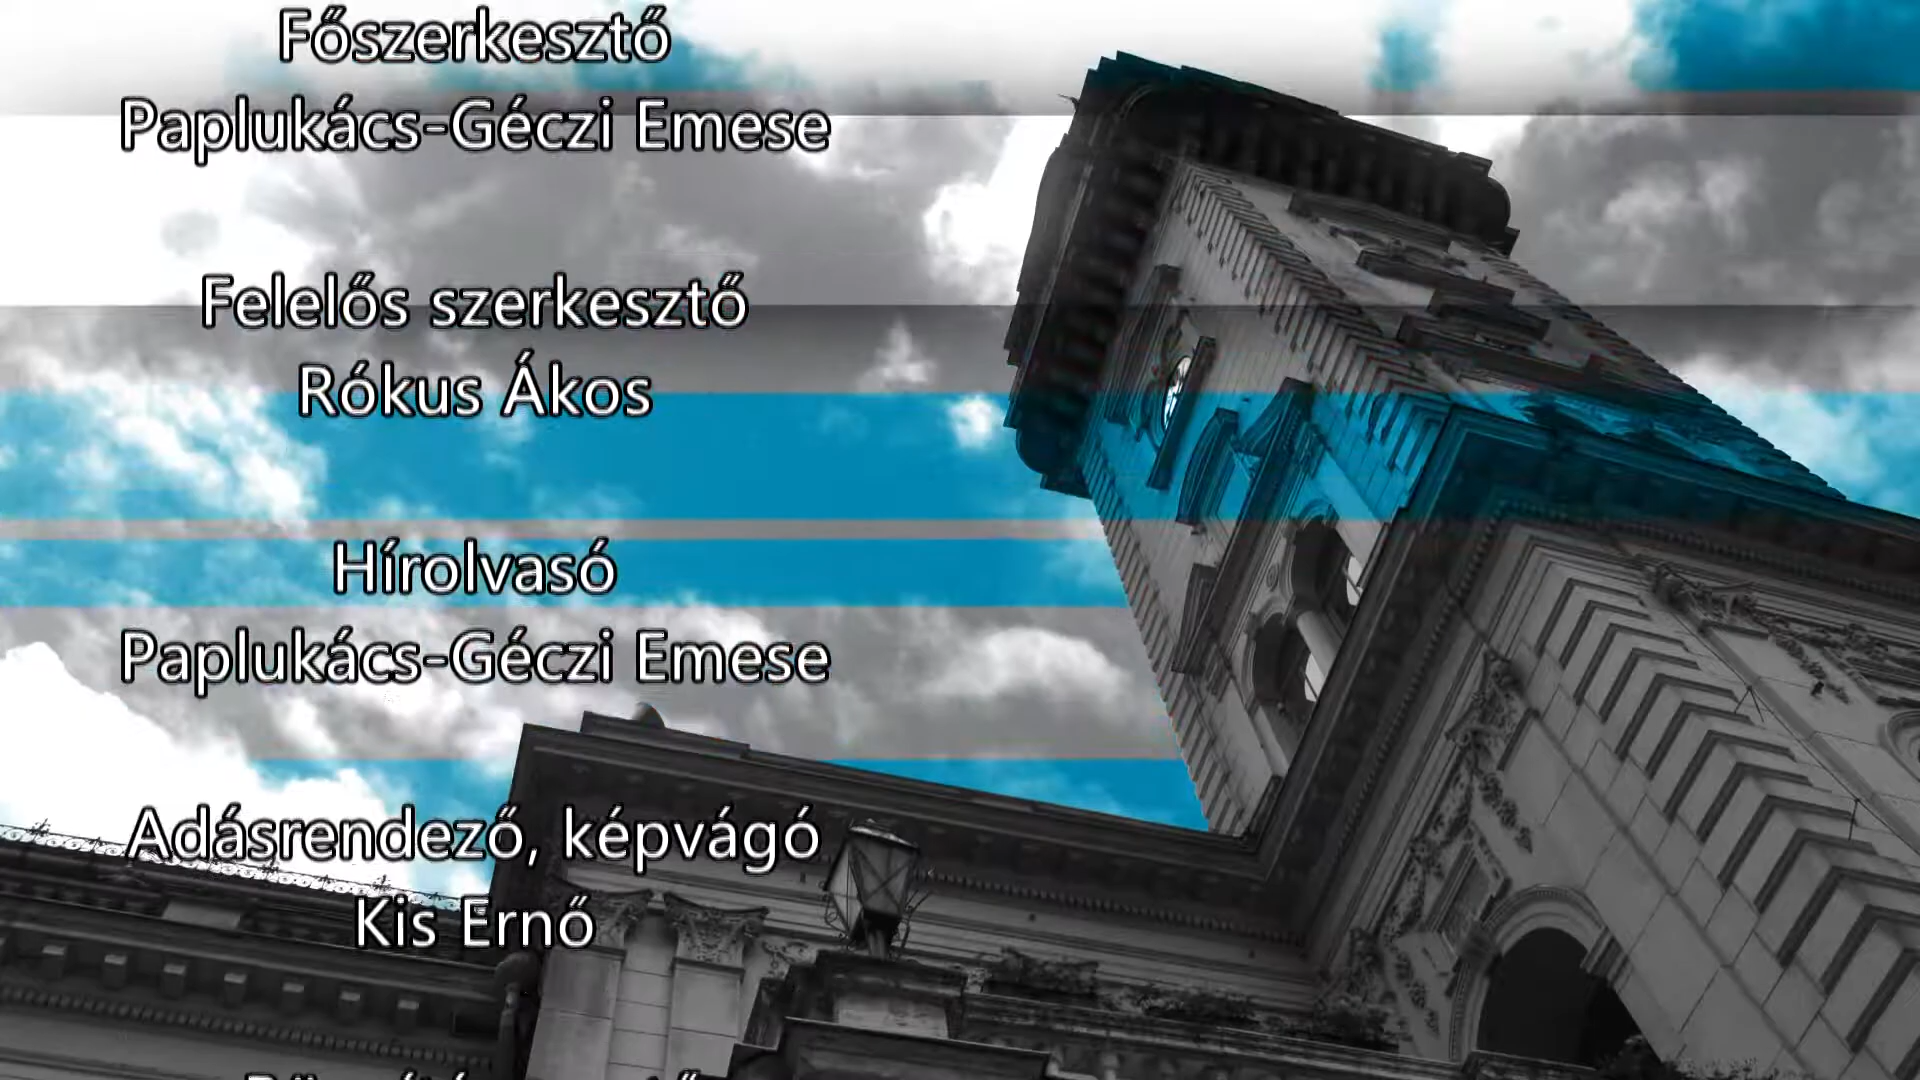 Főszerkesztő
Paplukács-Géczi Emese
Felelős szerkesztő
Rókus Ákos
Hírolvasó
Paplukács-Géczi Emese
Adásrendező, képvágó
Kis Ernő